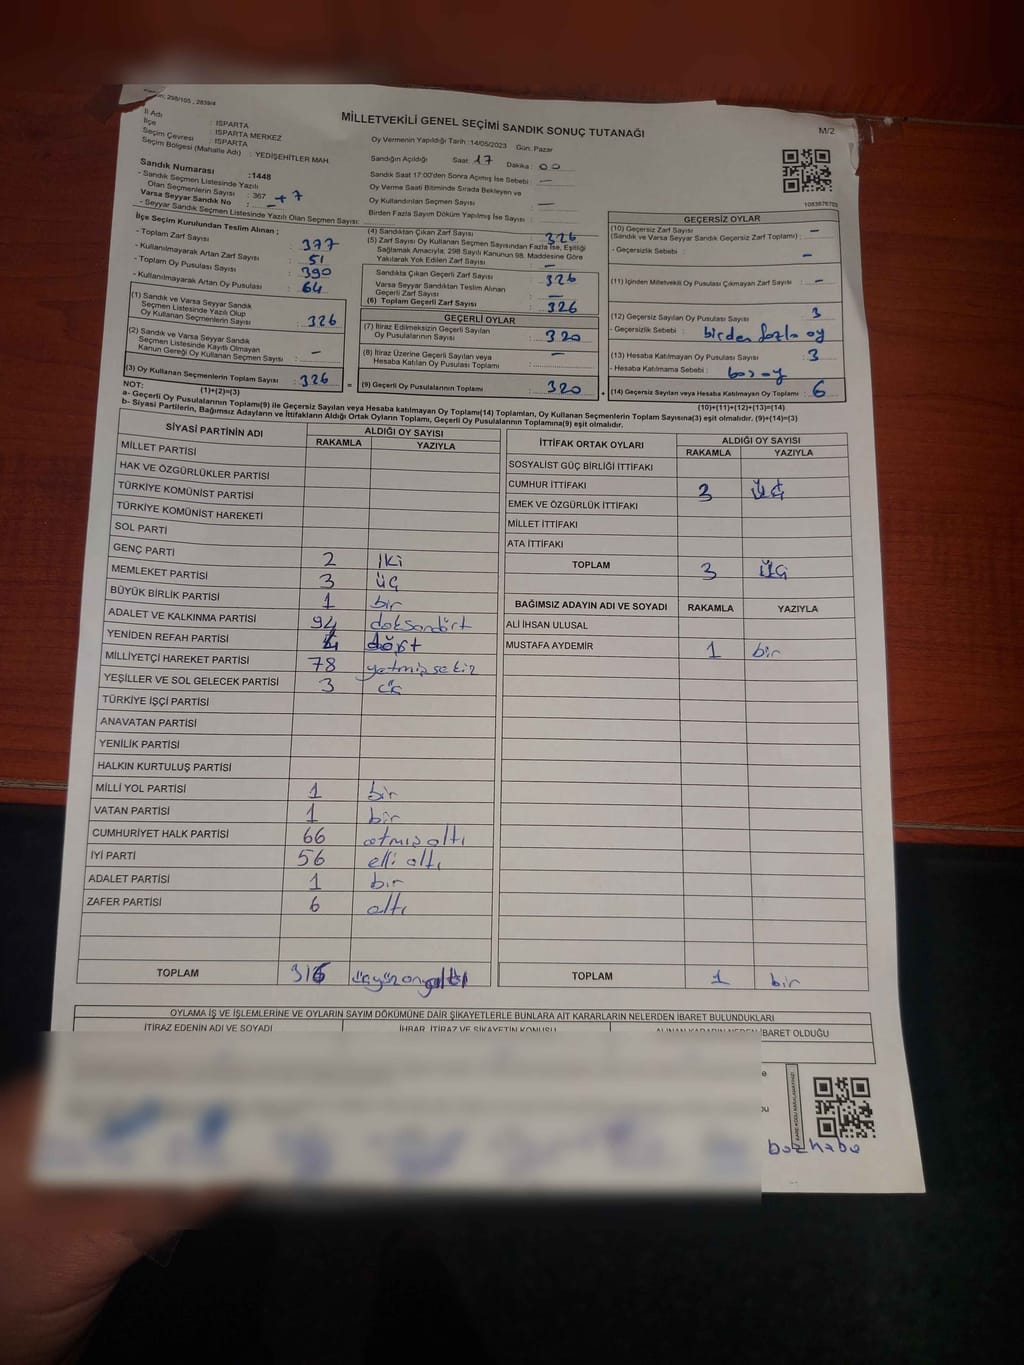 MİLLETVEKİLİ GENEL SEÇİMİ SANDIK SONUÇ TUTANAĞI
M/2
İl Adı : ISPARTA
İlçe : ISPARTA MERKEZ
Seçim Çevresi : ISPARTA
Seçim Bölgesi (Mahalle Adı) : YEDİŞEHİTLER MAH.
Oy Vermenin Yapıldığı Tarih :14/05/2023 Gün: Pazar
Sandığın Açıldığı Saat: 17 Dakika : 00
Sandık Saat 17:00'den Sonra Açımış İse Sebebi : —
Oy Verme Saati Bitiminde Sırada Bekleyen ve
Oy Kullandırılan Seçmen Sayısı : —
Birden Fazla Sayım Döküm Yapılmış İse Sayısı : —
Sandık Numarası :1448
- Sandık Seçmen Listesinde Yazılı
Olan Seçmenlerin Sayısı : 367 +7
Varsa Seyyar Sandık No : —
- Seyyar Sandık Seçmen Listesinde Yazılı Olan Seçmen Sayısı:
İlçe Seçim Kurulundan Teslim Alınan ;
- Toplam Zarf Sayısı : 377
- Kullanılmayarak Artan Zarf Sayısı : 51
- Toplam Oy Pusulası Sayısı : 390
- Kullanılmayarak Artan Oy Pusulası : 64
(1) Sandık ve Varsa Seyyar Sandık
Seçmen Listesinde Yazılı Olup
Oy Kullanan Seçmenlerin Sayısı : 326
(2) Sandık ve Varsa Seyyar Sandık
Seçmen Listesinde Kayıtlı Olmayan
Kanun Gereği Oy Kullanan Seçmen Sayısı : —
(3) Oy Kullanan Seçmenlerin Toplam Sayısı : 326
(1)+(2)=(3)
(4) Sandıktan Çıkan Zarf Sayısı : 326
(5) Zarf Sayısı Oy Kullanan Seçmen Sayısından Fazla İse, Eşitliği
Sağlamak Amacıyla, 298 Sayılı Kanunun 98. Maddesine Göre
Yakılarak Yok Edilen Zarf Sayısı : —
Sandıkta Çıkan Geçerli Zarf Sayısı : 326
Varsa Seyyar Sandıktan Teslim Alınan
Geçerli Zarf Sayısı : —
(6) Toplam Geçerli Zarf Sayısı : 326
GEÇERLİ OYLAR
(7) İtiraz Edilmeksizin Geçerli Sayılan
Oy Pusulalarının Sayısı : 320
(8) İtiraz Üzerine Geçerli Sayılan veya
Hesaba Katılan Oy Pusulası Toplamı : —
(9) Geçerli Oy Pusulalarının Toplamı : 320
GEÇERSİZ OYLAR
(10) Geçersiz Zarf Sayısı
(Sandık ve Varsa Seyyar Sandık Geçersiz Zarf Toplamı) : —
- Geçersizlik Sebebi : —
(11) İçinden Milletvekili Oy Pusulası Çıkmayan Zarf Sayısı : —
(12) Geçersiz Sayılan Oy Pusulası Sayısı : 3
- Geçersizlik Sebebi : birden fazla oy
(13) Hesaba Katılmayan Oy Pusulası Sayısı : 3
- Hesaba Katılmama Sebebi : boş oy
(14) Geçersiz Sayılan veya Hesaba Katılmayan Oy Toplamı : 6
(10)+(11)+(12)+(13)=(14)
NOT:
a- Geçerli Oy Pusulalarının Toplamı(9) ile Geçersiz Sayılan veya Hesaba katılmayan Oy Toplamı(14) Toplamları, Oy Kullanan Seçmenlerin Toplam Sayısına(3) eşit olmalıdır. (9)+(14)=(3)
b- Siyasi Partilerin, Bağımsız Adayların ve İttifakların Aldığı Ortak Oyların Toplamı, Geçerli Oy Pusulalarının Toplamına(9) eşit olmalıdır.
SİYASİ PARTİNİN ADI ALDIĞI OY SAYISI
RAKAMLA YAZIYLA
MİLLET PARTİSİ
HAK VE ÖZGÜRLÜKLER PARTİSİ
TÜRKİYE KOMÜNİST PARTİSİ
TÜRKİYE KOMÜNİST HAREKETİ
SOL PARTİ
GENÇ PARTİ 2 iki
MEMLEKET PARTİSİ 3 üç
BÜYÜK BİRLİK PARTİSİ 1 bir
ADALET VE KALKINMA PARTİSİ 94 doksandört
YENİDEN REFAH PARTİSİ 4 dört
MİLLİYETÇİ HAREKET PARTİSİ 78 yetmişsekiz
YEŞİLLER VE SOL GELECEK PARTİSİ 3 üç
TÜRKİYE İŞÇİ PARTİSİ
ANAVATAN PARTİSİ
YENİLİK PARTİSİ
HALKIN KURTULUŞ PARTİSİ
MİLLİ YOL PARTİSİ 1 bir
VATAN PARTİSİ 1 bir
CUMHURİYET HALK PARTİSİ 66 atmış altı
İYİ PARTİ 56 elli altı
ADALET PARTİSİ 1 bir
ZAFER PARTİSİ 6 altı
TOPLAM 316 üçyüzonaltı
İTTİFAK ORTAK OYLARI ALDIĞI OY SAYISI
RAKAMLA YAZIYLA
SOSYALİST GÜÇ BİRLİĞİ İTTİFAKI
CUMHUR İTTİFAKI 3 üç
EMEK VE ÖZGÜRLÜK İTTİFAKI
MİLLET İTTİFAKI
ATA İTTİFAKI
TOPLAM 3 üç
BAĞIMSIZ ADAYIN ADI VE SOYADI RAKAMLA YAZIYLA
ALİ İHSAN ULUSAL
MUSTAFA AYDEMİR 1 bir
TOPLAM 1 bir
OYLAMA İŞ VE İŞLEMLERİNE VE OYLARIN SAYIM DÖKÜMÜNE DAİR ŞİKAYETLERLE BUNLARA AİT KARARLARIN NELERDEN İBARET BULUNDUKLARI
İTİRAZ EDENİN ADI VE SOYADI İHBAR, İTİRAZ VE ŞİKAYETİN KONUSU ALINAN KARARIN NEDEN İBARET OLDUĞU